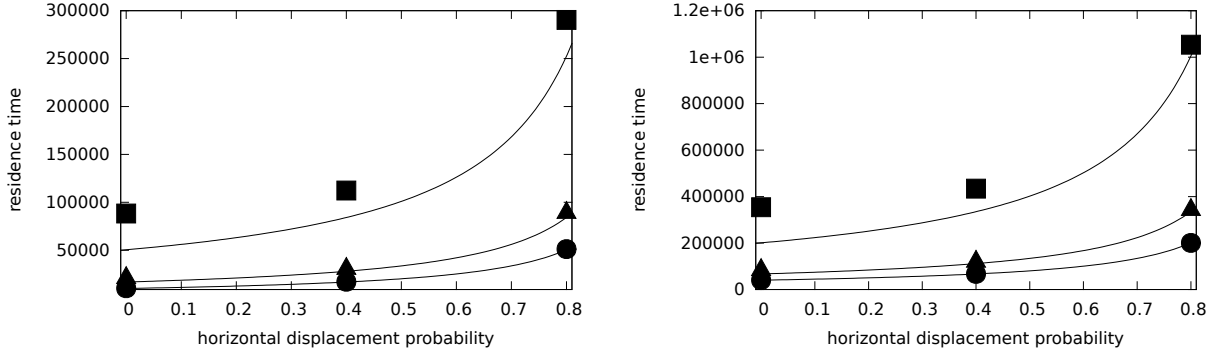 300000
250000
200000
150000
100000
50000
residence time
0 0.1 0.2 0.3 0.4 0.5 0.6 0.7 0.8
horizontal displacement probability
1.2e+06
1e+06
800000
600000
400000
200000
0
residence time
0 0.1 0.2 0.3 0.4 0.5 0.6 0.7 0.8
horizontal displacement probability